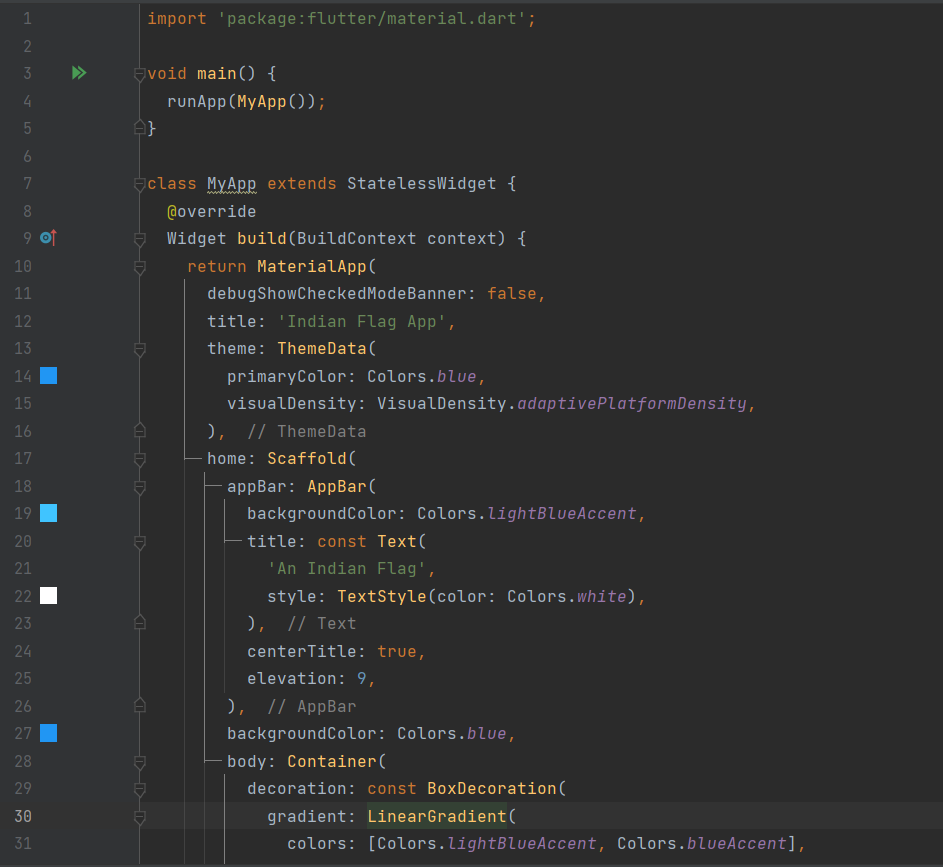 1 import 'package:flutter/material.dart';
2
3 void main() {
4 runApp(MyApp());
5 }
6
7 class MyApp extends StatelessWidget {
8 @override
9 Widget build(BuildContext context) {
10 return MaterialApp(
11 debugShowCheckedModeBanner: false,
12 title: 'Indian Flag App',
13 theme: ThemeData(
14 primaryColor: Colors.blue,
15 visualDensity: VisualDensity.adaptivePlatformDensity,
16 ), // ThemeData
17 home: Scaffold(
18 appBar: AppBar(
19 backgroundColor: Colors.lightBlueAccent,
20 title: const Text(
21 'An Indian Flag',
22 style: TextStyle(color: Colors.white),
23 ), // Text
24 centerTitle: true,
25 elevation: 9,
26 ), // AppBar
27 backgroundColor: Colors.blue,
28 body: Container(
29 decoration: const BoxDecoration(
30 gradient: LinearGradient(
31 colors: [Colors.lightBlueAccent, Colors.blueAccent],